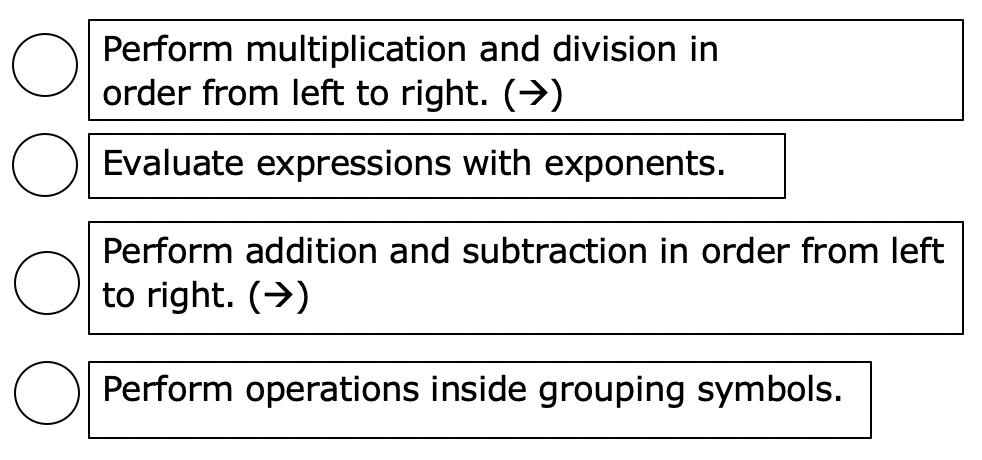 Perform multiplication and division in
order from left to right. (→)
Evaluate expressions with exponents.
Perform addition and subtraction in order from left
to right. (→)
Perform operations inside grouping symbols.